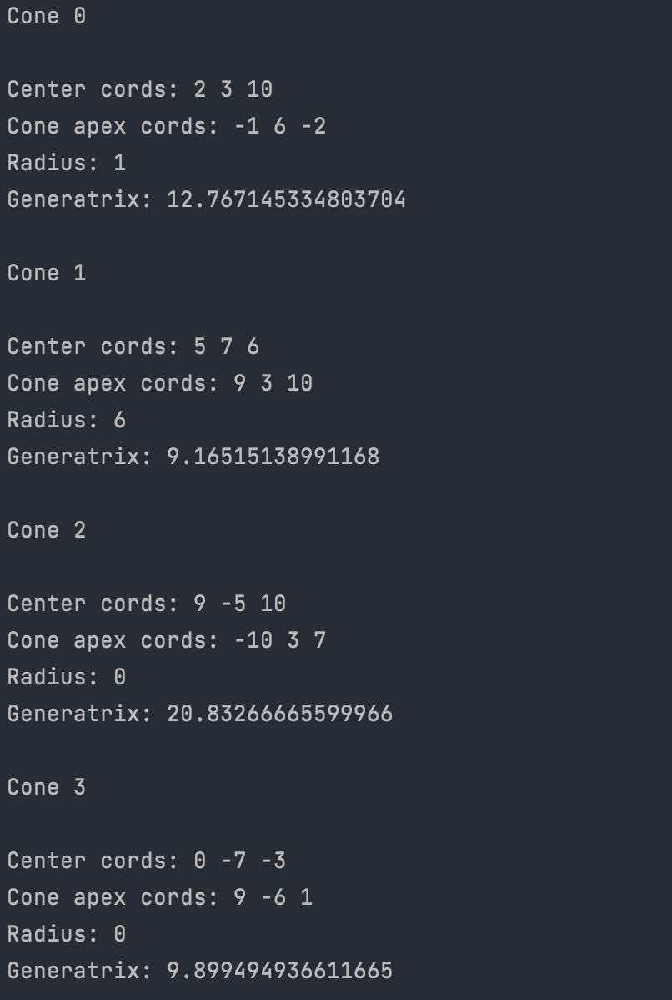 Cone 0
Center cords: 2 3 10
Cone apex cords: -1 6 -2
Radius: 1
Generatrix: 12.767145334803704
Cone 1
Center cords: 5 7 6
Cone apex cords: 9 3 10
Radius: 6
Generatrix: 9.16515138991168
Cone 2
Center cords: 9 -5 10
Cone apex cords: -10 3 7
Radius: 0
Generatrix: 20.83266665599966
Cone 3
Center cords: 0 -7 -3
Cone apex cords: 9 -6 1
Radius: 0
Generatrix: 9.899494936611665